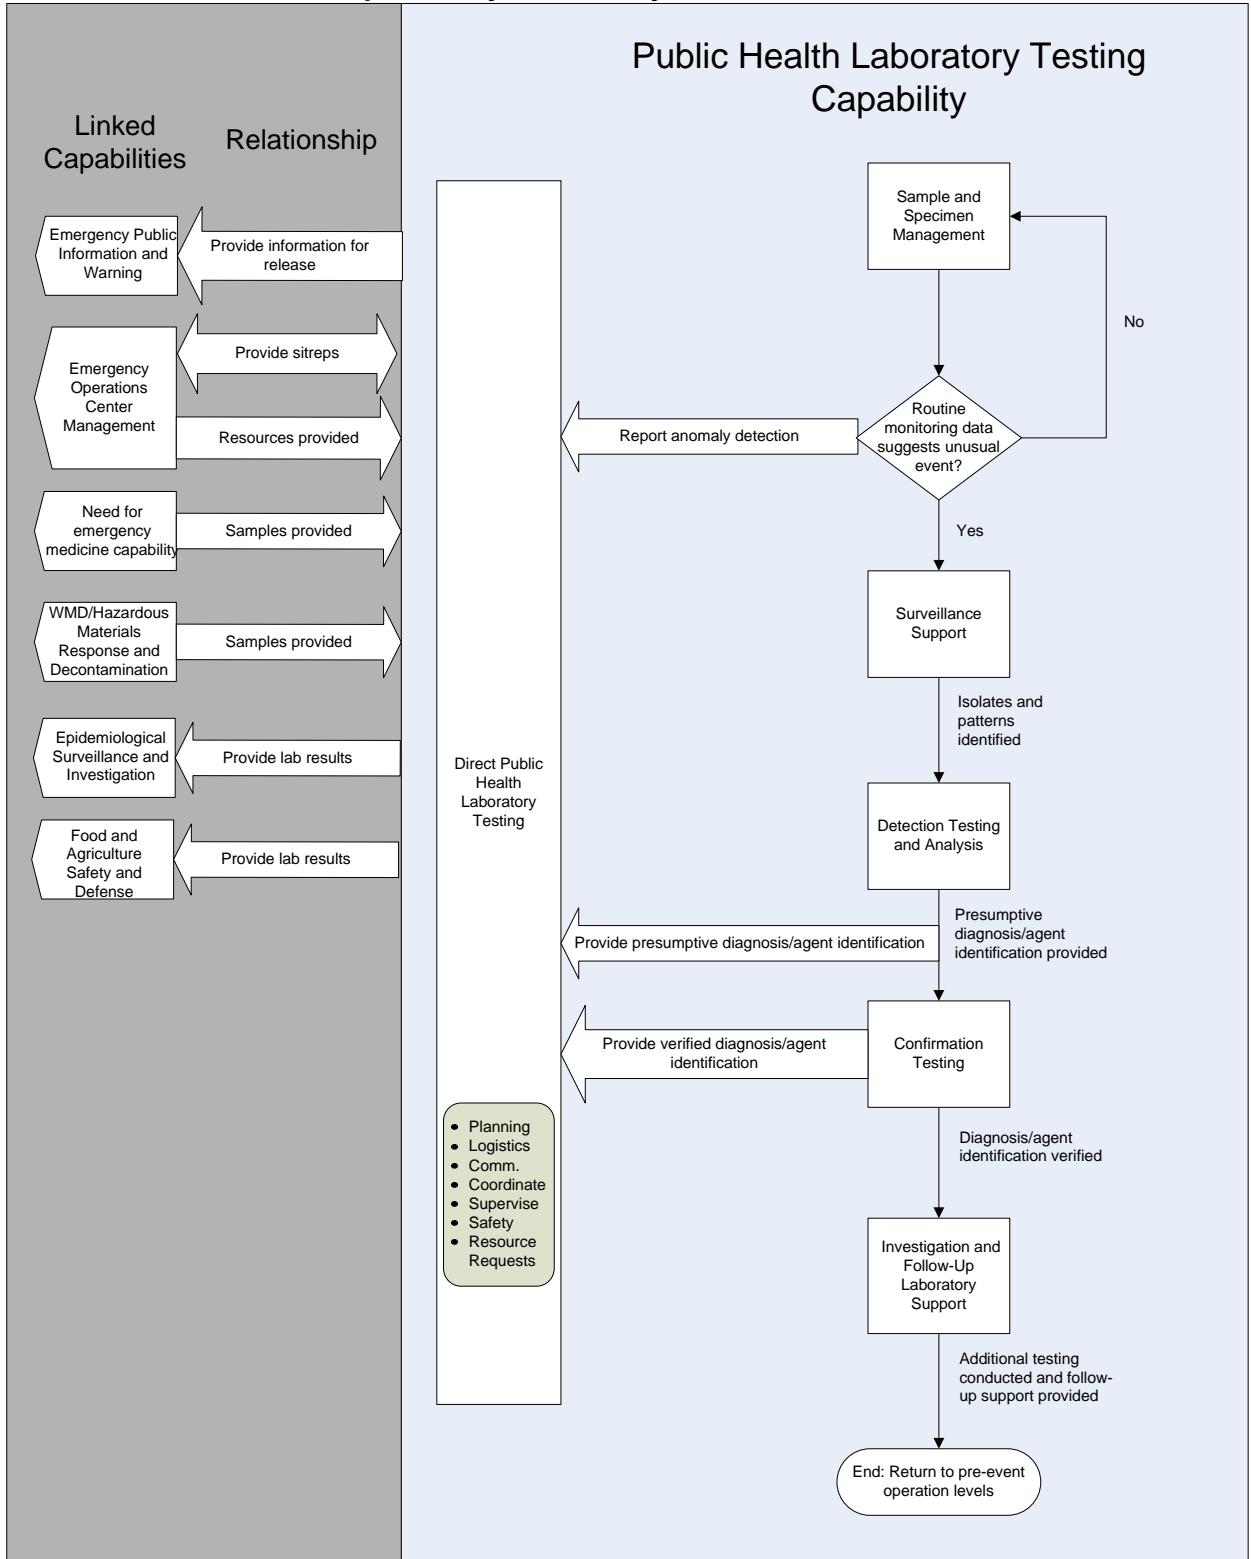 Public Health Laboratory Testing
Capability
Linked
Capabilities
Relationship
Emergency Public
Information and
Warning
Provide information for
release
Emergency
Operations
Center
Management
Provide sitreps
Resources provided
Need for
emergency
medicine capability
Samples provided
WMD/Hazardous
Materials
Response and
Decontamination
Samples provided
Epidemiological
Surveillance and
Investigation
Provide lab results
Food and
Agriculture
Safety and
Defense
Provide lab results
Direct Public
Health
Laboratory
Testing
• Planning
• Logistics
• Comm.
• Coordinate
• Supervise
• Safety
• Resource
Requests
Sample and
Specimen
Management
No
Routine
monitoring data
suggests unusual
event?
Report anomaly detection
Yes
Surveillance
Support
Isolates and
patterns
identified
Detection Testing
and Analysis
Presumptive
diagnosis/agent
identification provided
Provide presumptive diagnosis/agent identification
Confirmation
Testing
Provide verified diagnosis/agent
identification
Diagnosis/agent
identification verified
Investigation and
Follow-Up
Laboratory
Support
Additional testing
conducted and follow-
up support provided
End: Return to pre-event
operation levels